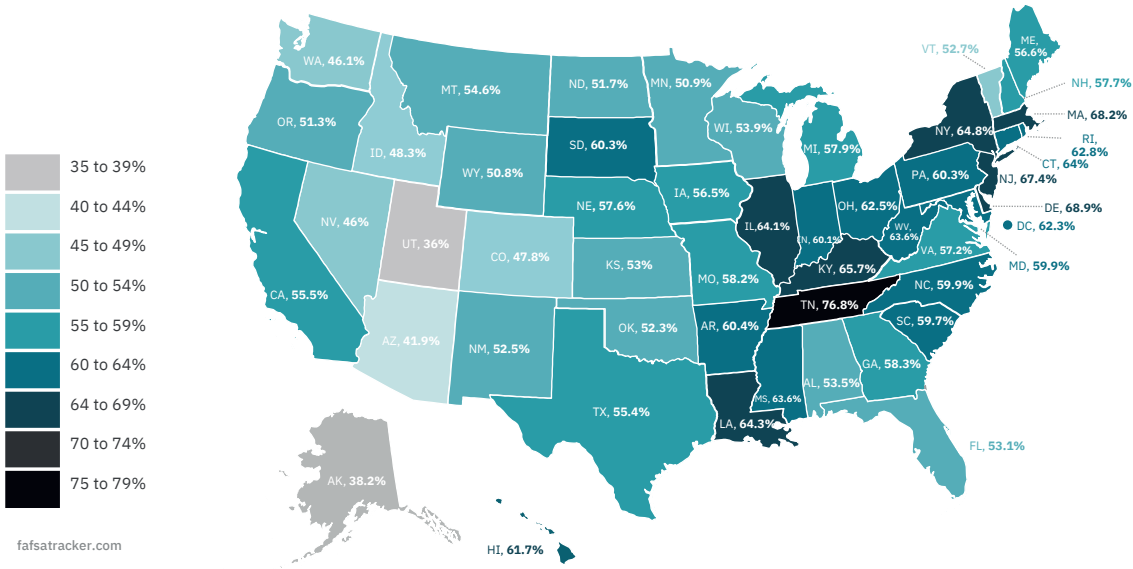 VT, 52.7%
ME,
56.6%
WA, 46.1%
MT, 54.6%
ND, 51.7%
MN, 50.9%
NH, 57.7%
OR, 51.3%
WI, 53.9%
MA, 68.2%
NY, 64.8%
RI,
62.8%
ID, 48.3%
SD, 60.3%
MI, 57.9%
CT, 64%
35 to 39%
WY, 50.8%
PA, 60.3%
NJ, 67.4%
40 to 44%
NE, 57.6%
IA, 56.5%
OH, 62.5%
DE, 68.9%
NV, 46%
IL, 64.1%
WV,
63.6%
DC, 62.3%
45 to 49%
UT, 36%
CO, 47.8%
IN, 60.1%
VA, 57.2%
KS, 53%
KY, 65.7%
MD, 59.9%
50 to 54%
MO, 58.2%
NC, 59.9%
CA, 55.5%
TN, 76.8%
55 to 59%
AZ, 41.9%
NM, 52.5%
OK, 52.3%
AR, 60.4%
SC, 59.7%
60 to 64%
GA, 58.3%
AL, 53.5%
MS, 63.6%
64 to 69%
TX, 55.4%
LA, 64.3%
70 to 74%
FL, 53.1%
75 to 79%
AK, 38.2%
fafsatracker.com
HI, 61.7%